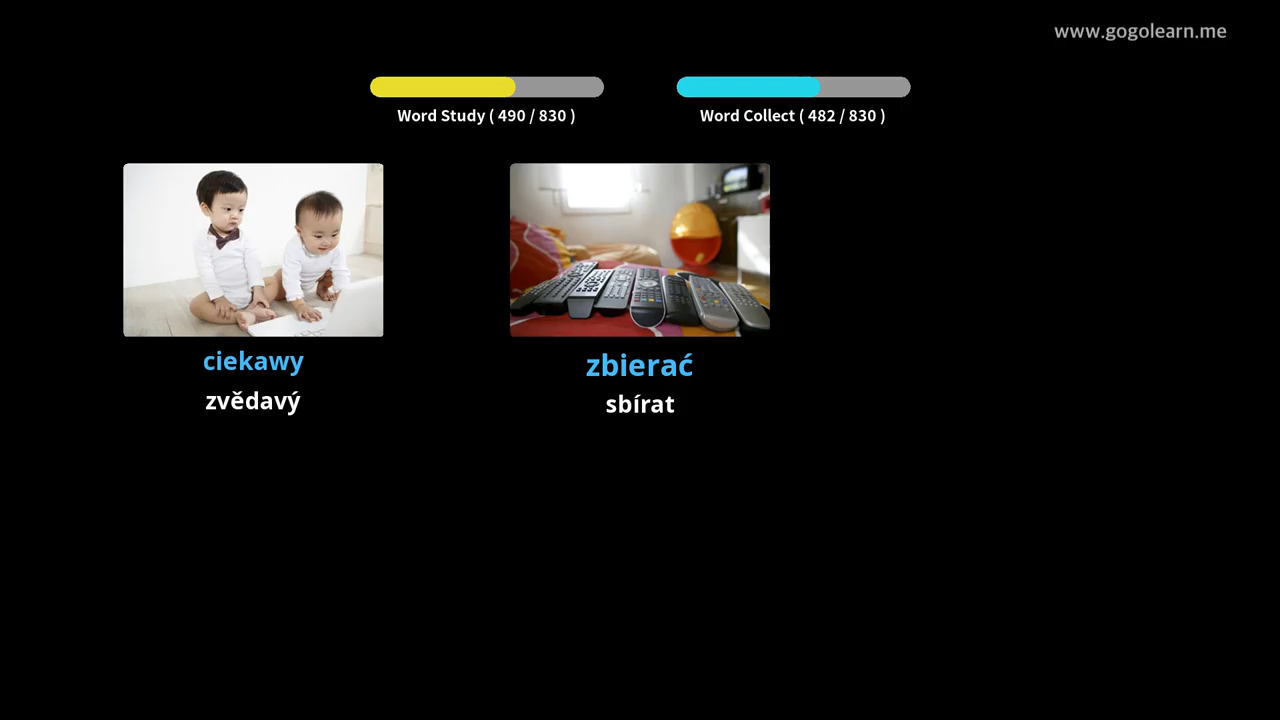 www.gogolearn.me
Word Study ( 490 / 830 )
Word Collect ( 482 / 830 )
ciekawy
zvědavý
zbierać
sbírat